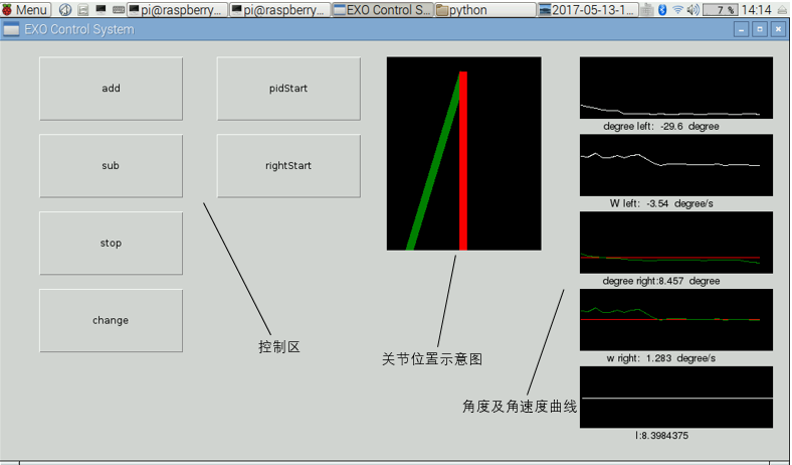 Menu
pi@raspberry...
pi@raspberry...
EXO Control S...
python
2017-05-13-1...
7 %
14:14
EXO Control System
add
pidStart
sub
rightStart
stop
change
控制区
关节位置示意图
角度及角速度曲线
degree left: -29.6 degree
W left: -3.54 degree/s
degree right:8.457 degree
w right: 1.283 degree/s
I:8.3984375